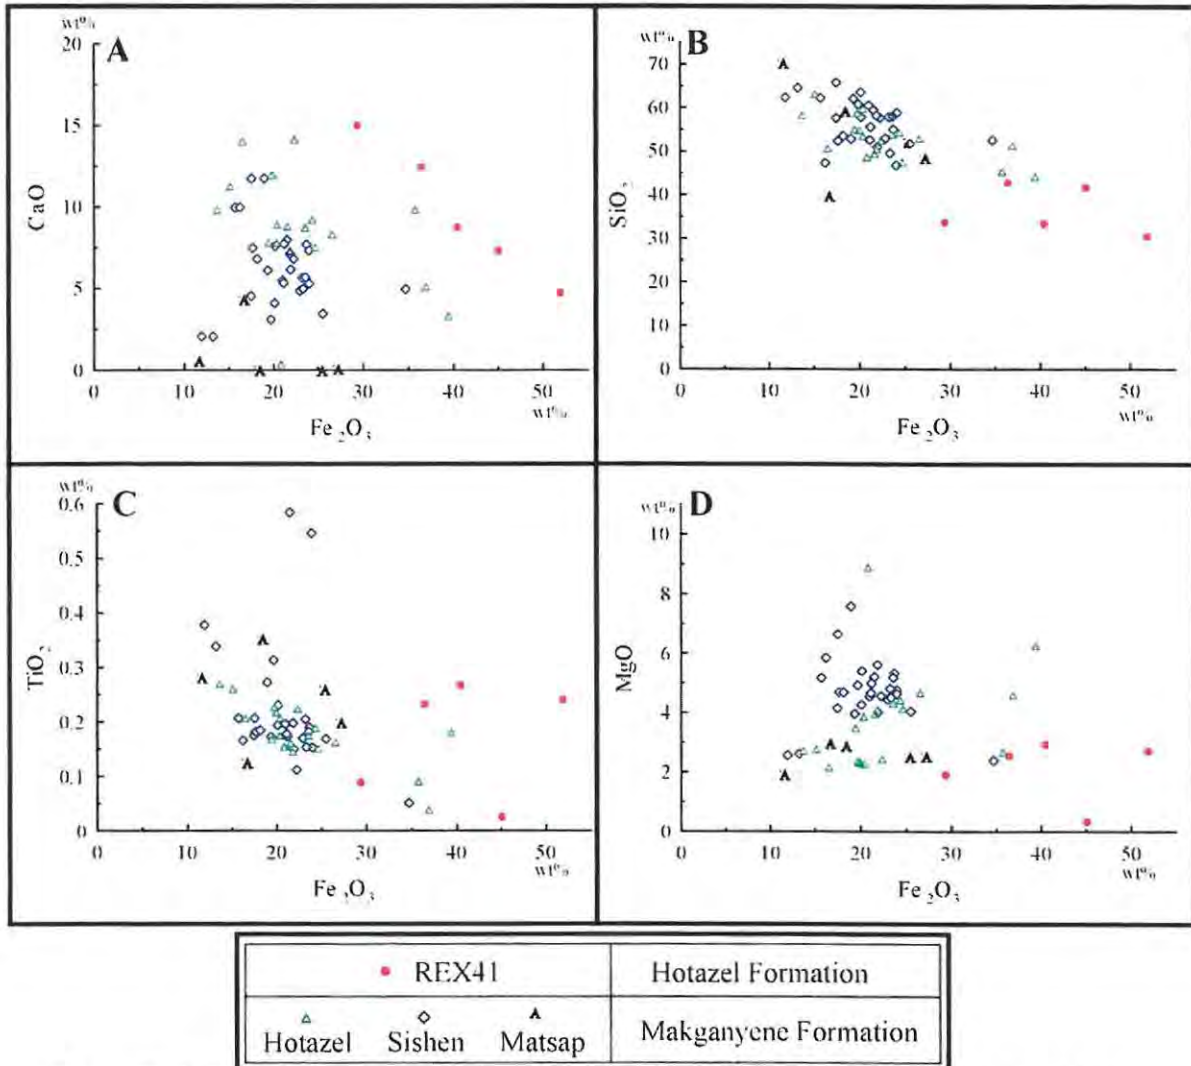 wt%
A
20
15
10
5
0
CaO
0 10 20 30 40 50
wt%
Fe2O3
wt%
B
70
60
50
40
30
20
10
0
SiO2
0 10 20 30 40 50
wt%
Fe2O3
wt%
C
0.6
0.5
0.4
0.3
0.2
0.1
0
TiO2
0 10 20 30 40 50
wt%
Fe2O3
wt%
D
10
8
6
4
2
0
MgO
0 10 20 30 40 50
wt%
Fe2O3
REX41 Hotazel Formation
Hotazel Sishen Matsap Makganyene Formation